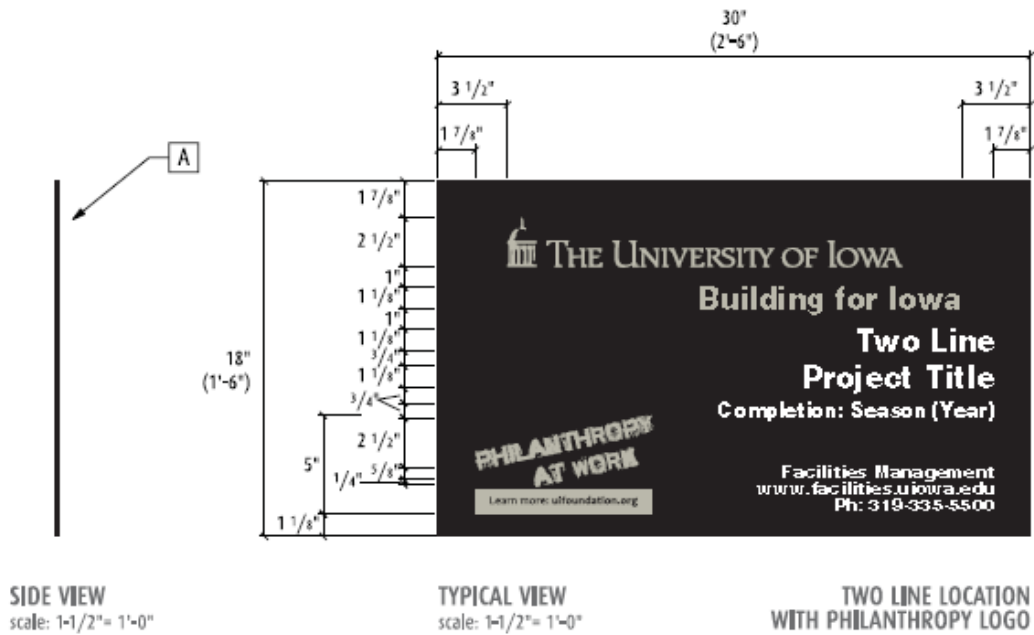 30"
(2'-6")
3 1/2"
3 1/2"
1 7/8"
1 7/8"
A
1 7/8"
2 1/2"
1"
1 1/8"
1"
1 1/8"
3/4"
1 1/8"
3/4"
18"
(1'-6")
2 1/2"
5"
5/8"
1/4"
1 1/8"
THE UNIVERSITY OF IOWA
Building for Iowa
Two Line
Project Title
Completion: Season (Year)
PHILANTHROPY
AT WORK
Learn more: uifoundation.org
Facilities Management
www.facilities.uiowa.edu
Ph: 319-335-5500
SIDE VIEW
scale: 1-1/2"= 1'-0"
TYPICAL VIEW
scale: 1-1/2"= 1'-0"
TWO LINE LOCATION
WITH PHILANTHROPY LOGO